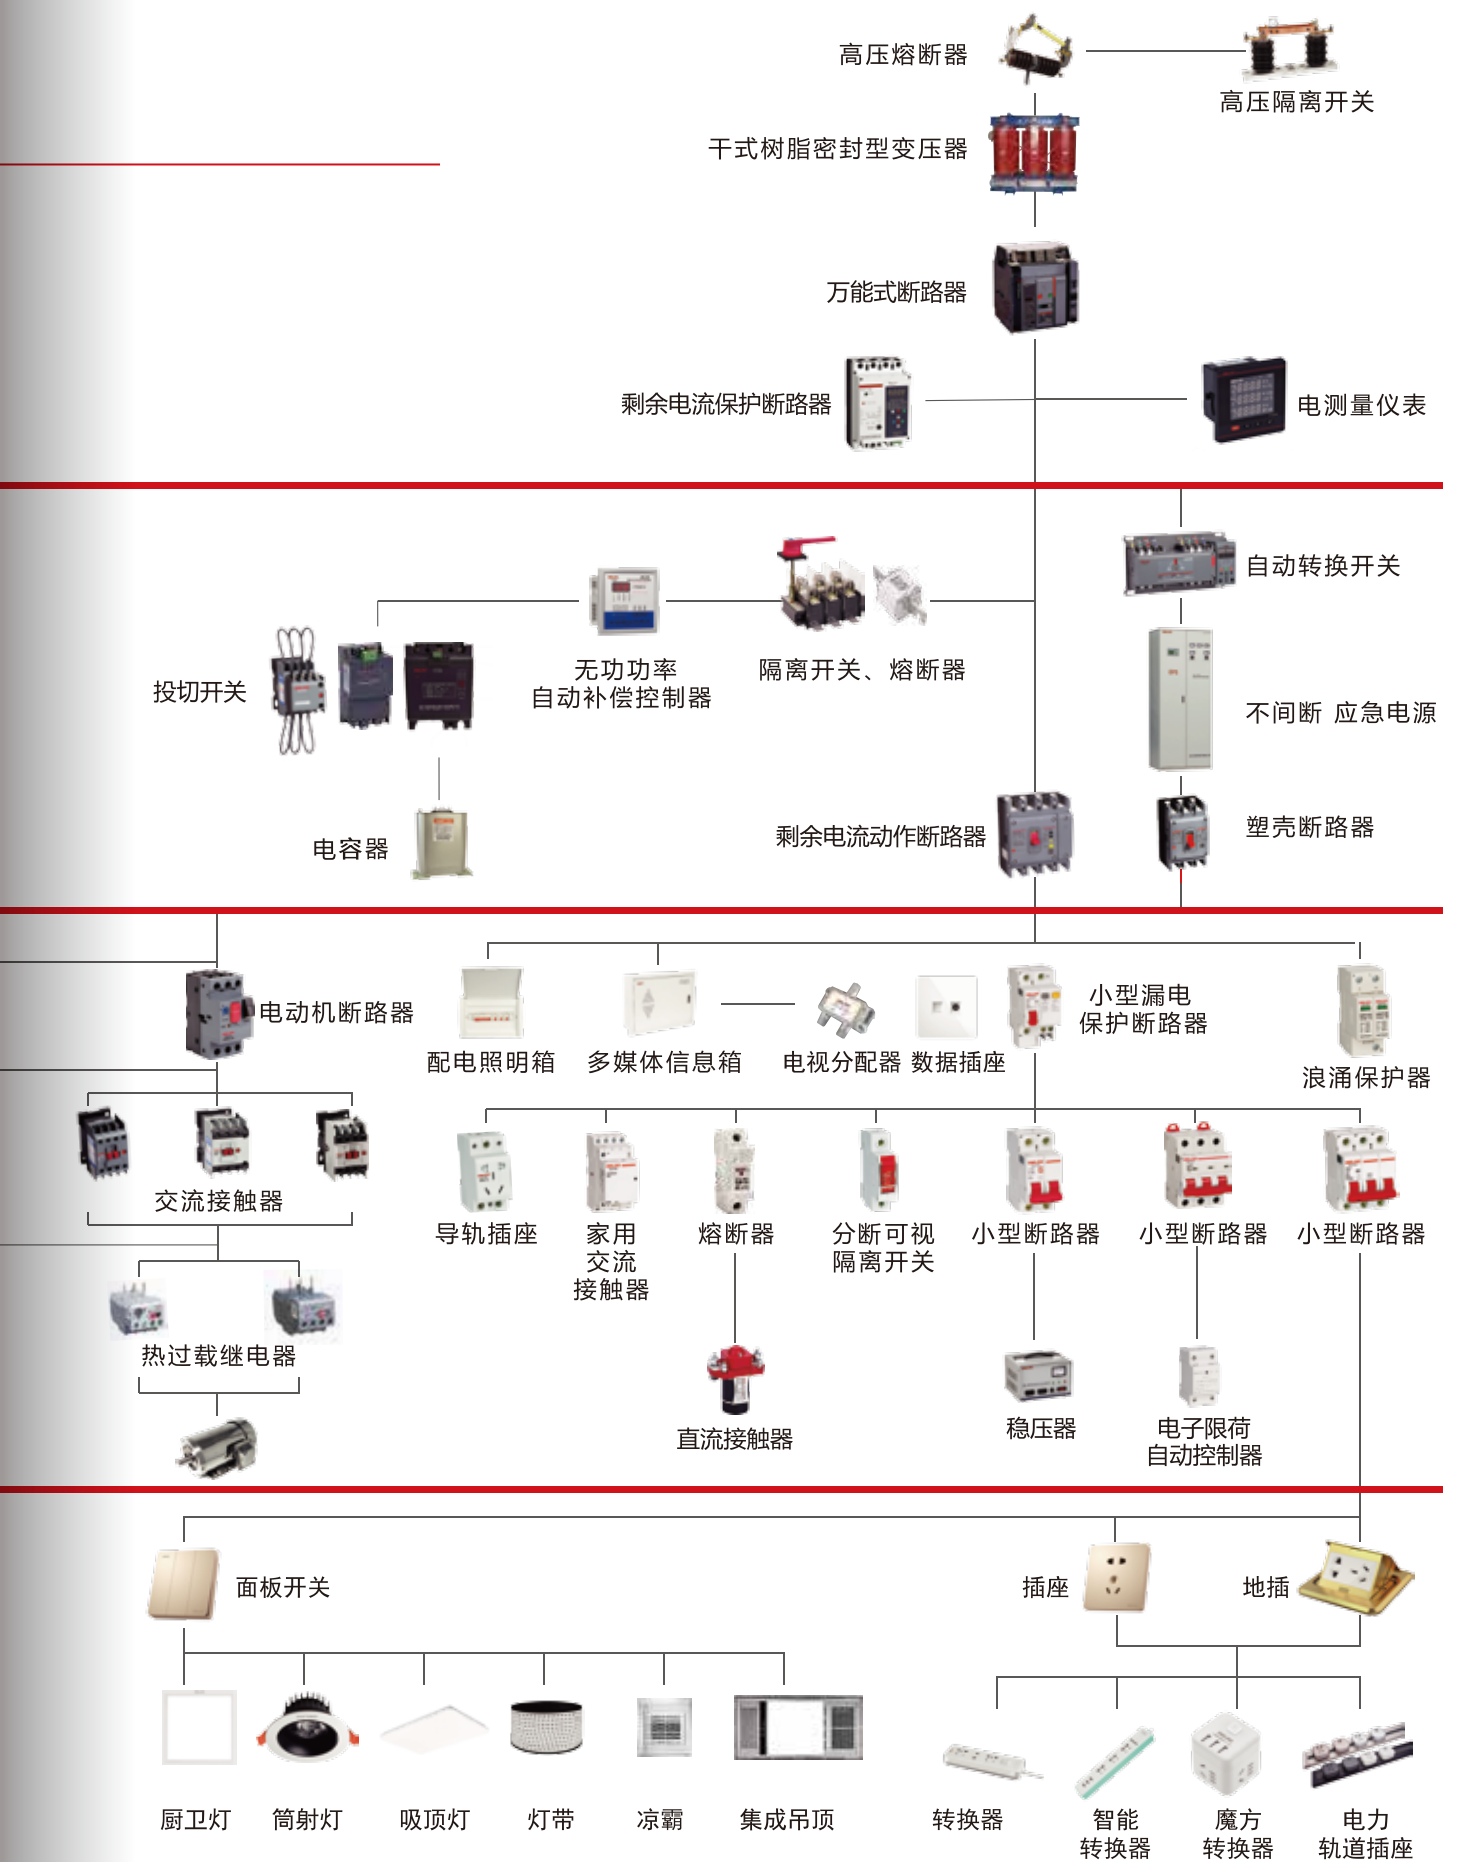 高压熔断器
高压隔离开关
干式树脂密封型变压器
万能式断路器
剩余电流保护断路器
电测量仪表
自动转换开关
无功功率
自动补偿控制器
隔离开关、熔断器
投切开关
不间断 应急电源
电容器
剩余电流动作断路器
塑壳断路器
电动机断路器
配电照明箱
多媒体信息箱
电视分配器
数据插座
小型漏电
保护断路器
浪涌保护器
交流接触器
导轨插座
家用
交流
接触器
熔断器
分断可视
隔离开关
小型断路器
小型断路器
小型断路器
热过载继电器
直流接触器
稳压器
电子限荷
自动控制器
面板开关
插座
地插
厨卫灯
筒射灯
吸顶灯
灯带
凉霸
集成吊顶
转换器
智能
转换器
魔方
转换器
电力
轨道插座